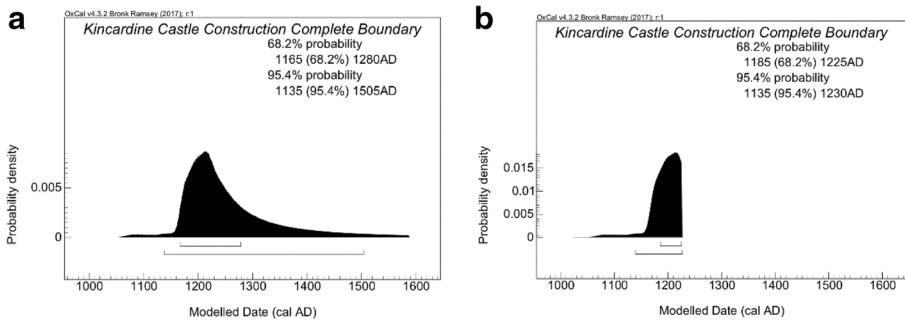 a
OxCal v4.3.2 Bronk Ramsey (2017); r:1
Kincardine Castle Construction Complete Boundary
68.2% probability
1165 (68.2%) 1280AD
95.4% probability
1135 (95.4%) 1505AD
Probability density
0.005
0
1000 1100 1200 1300 1400 1500 1600
Modelled Date (cal AD)
b
OxCal v4.3.2 Bronk Ramsey (2017); r:1
Kincardine Castle Construction Complete Boundary
68.2% probability
1185 (68.2%) 1225AD
95.4% probability
1135 (95.4%) 1230AD
Probability density
0.015
0.01
0.005
0
1000 1100 1200 1300 1400 1500 1600
Modelled Date (cal AD)